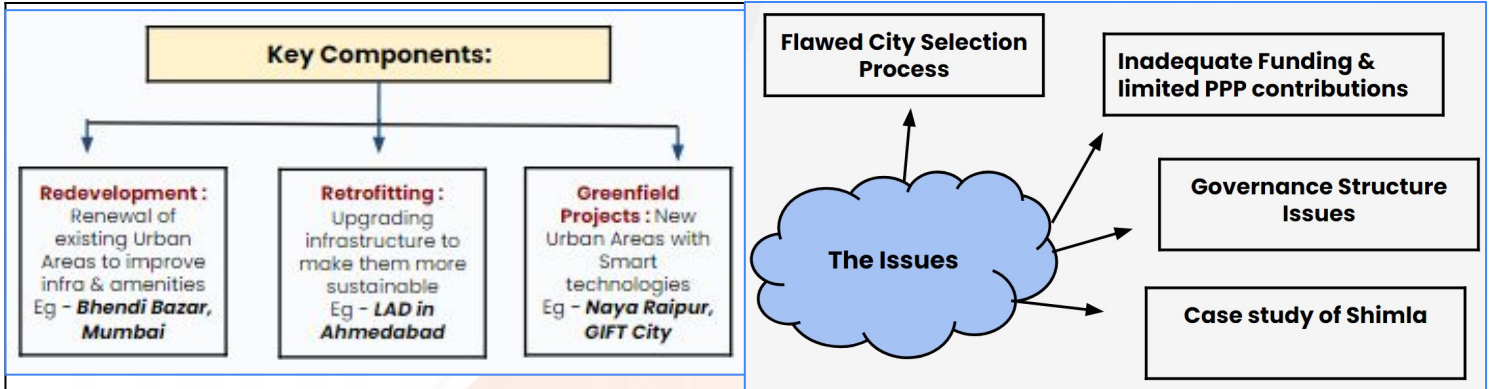 Key Components:
Redevelopment :
Renewal of
existing Urban
Areas to improve
infra & amenities
Eg - Bhendi Bazar,
Mumbai
Retrofitting :
Upgrading
infrastructure to
make them more
sustainable
Eg - LAD in
Ahmedabad
Greenfield
Projects : New
Urban Areas with
Smart
technologies
Eg - Naya Raipur,
GIFT City
Flawed City Selection
Process
Inadequate Funding &
limited PPP contributions
Governance Structure
Issues
The Issues
Case study of Shimla